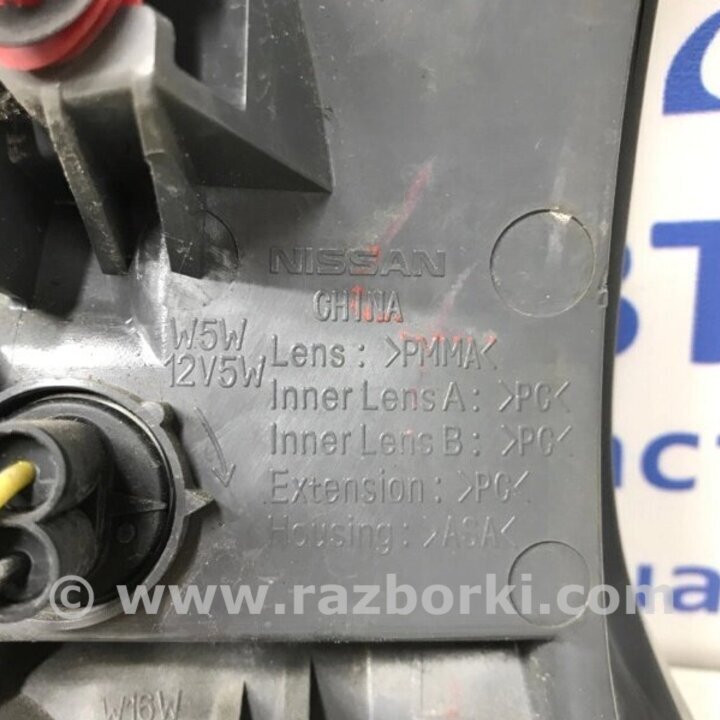 NISSAN
CHINA
W5W
12V5W
Lens : >PMMA<
Inner Lens A : >PC<
Inner Lens B : >PC<
Extension : >PC<
Housing : >ASA<
© www.razborki.com
W16W